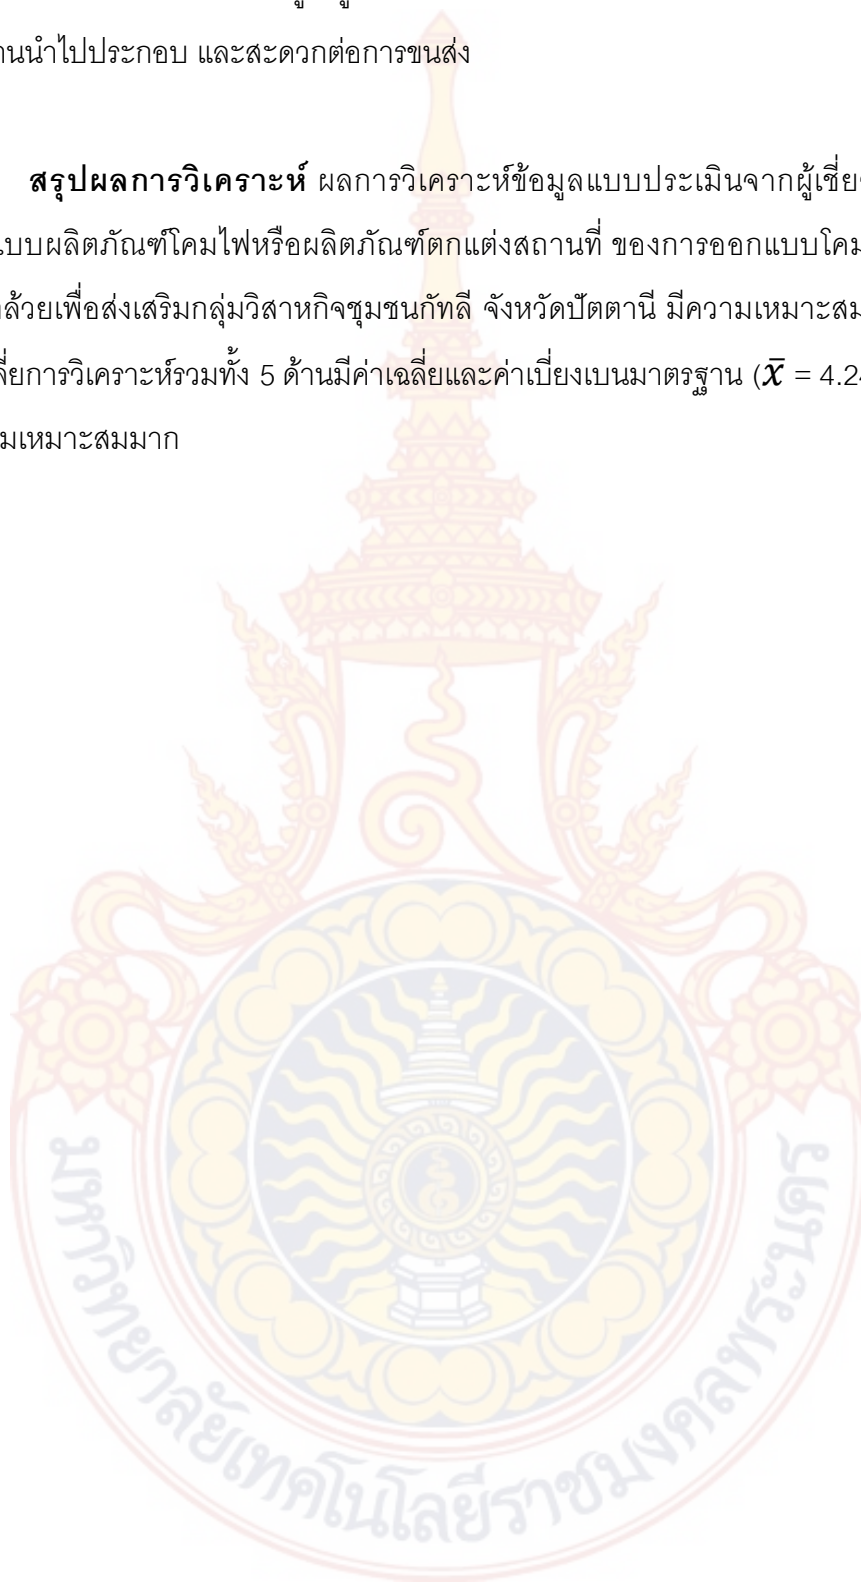 านนำไปประกอบ และสะดวกต่อการขนส่ง
สรุปผลการวิเคราะห์ ผลการวิเคราะห์ข้อมูลแบบประเมินจากผู้เชี่ย
แบบผลิตภัณฑ์โคมไฟหรือผลิตภัณฑ์ตกแต่งสถานที่ ของการออกแบบโคม
ล้วยเพื่อส่งเสริมกลุ่มวิสาหกิจชุมชนกัทลี จังหวัดปัตตานี มีความเหมาะสม
ลี่ยการวิเคราะห์รวมทั้ง 5 ด้านมีค่าเฉลี่ยและค่าเบี่ยงเบนมาตรฐาน (x̄ = 4.24
มเหมาะสมมาก
มหาวิทยาลัยเทคโนโลยีราชมงคลพระนคร